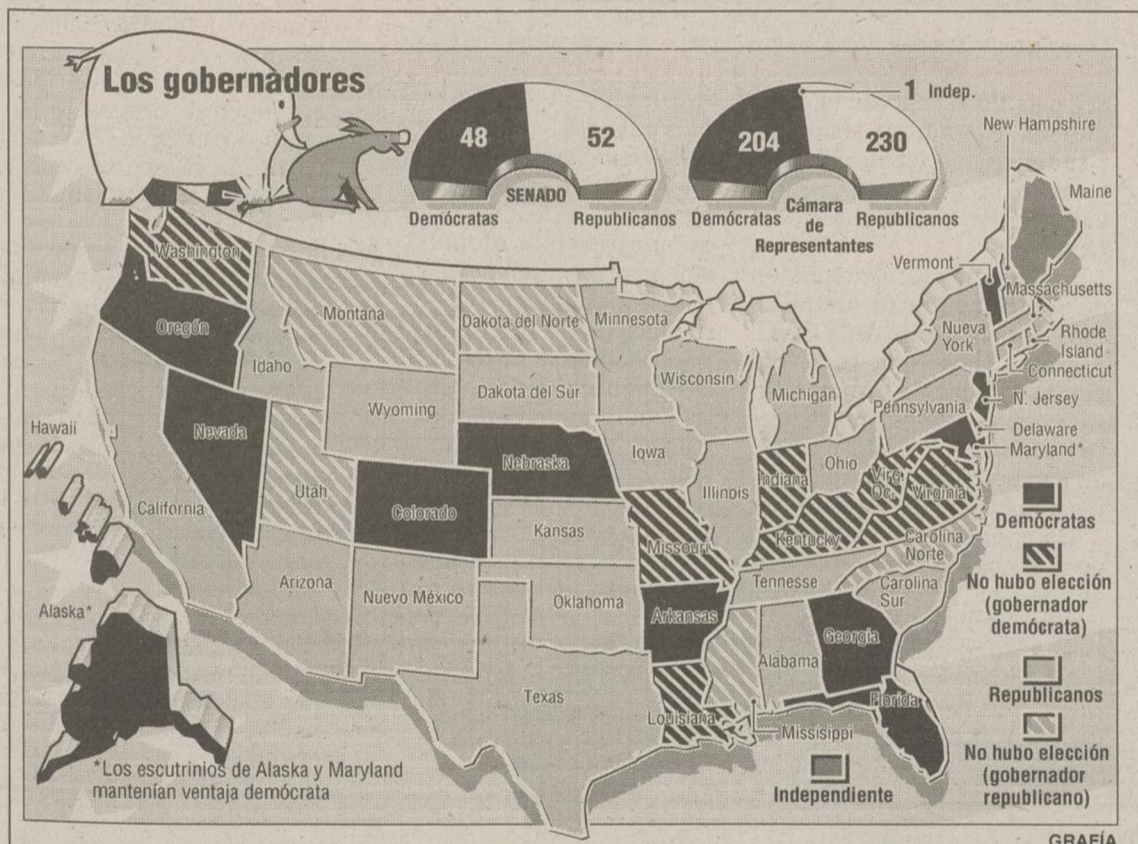 Los gobernadores
48
52
SENADO
Demócratas
Republicanos
204
230
1 Indep.
Demócratas
Cámara
de
Representantes
Republicanos
New Hampshire
Maine
Vermont
Massachusetts
Washington
Oregón
Idaho
Montana
Dakota del Norte
Minnesota
Nueva
York
Rhode
Island
Connecticut
Wyoming
Dakota del Sur
Wisconsin
Michigan
Pennsylvania
N. Jersey
Delaware
Maryland*
Hawaii
Nevada
Utah
California
Colorado
Nebraska
Iowa
Illinois
Indiana
Ohio
Virg.
Oc.
Virginia
Kansas
Missouri
Kentucky
Carolina
Norte
Arizona
Nuevo México
Oklahoma
Arkansas
Tennesse
Carolina
Sur
Alaska*
Texas
Louisiana
Missisippi
Alabama
Georgia
Florida
Demócratas
No hubo elección
(gobernador
demócrata)
Republicanos
No hubo elección
(gobernador
republicano)
Independiente
*Los escutrinios de Alaska y Maryland
mantenían ventaja demócrata
GRAFÍA